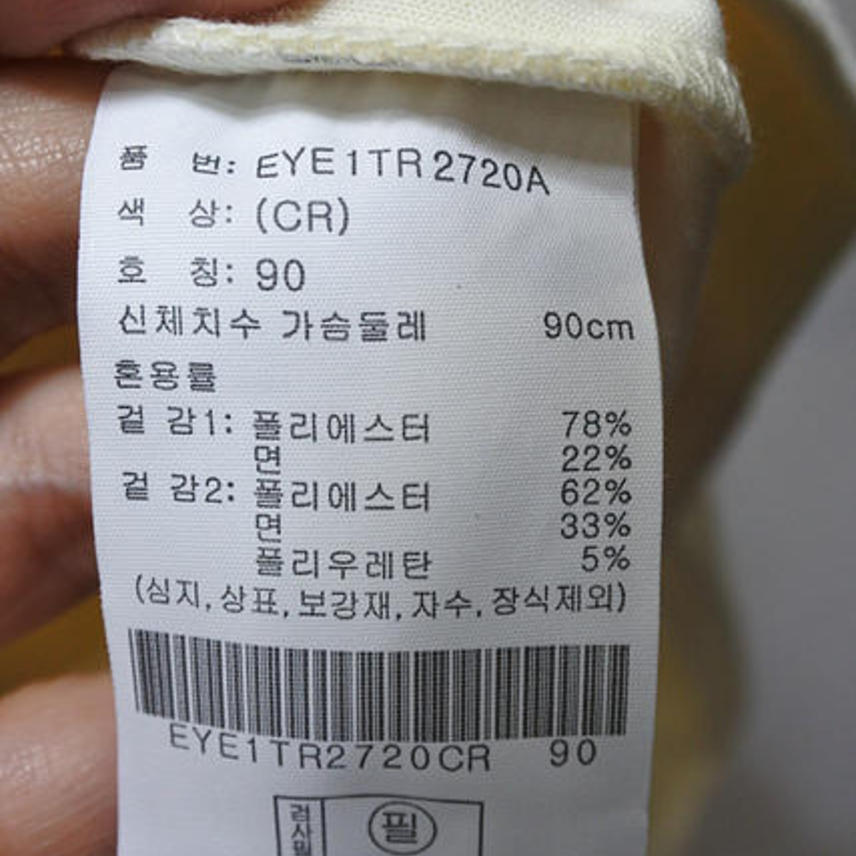 품 번: EYE1TR2720A
색 상: (CR)
호 칭: 90
신체치수 가슴둘레 90cm
혼용률
겉 감1: 폴리에스터 78%
면 22%
겉 감2: 폴리에스터 62%
면 33%
폴리우레탄 5%
(심지,상표,보강재,자수,장식제외)
EYE1TR2720CR 90
검사필
필